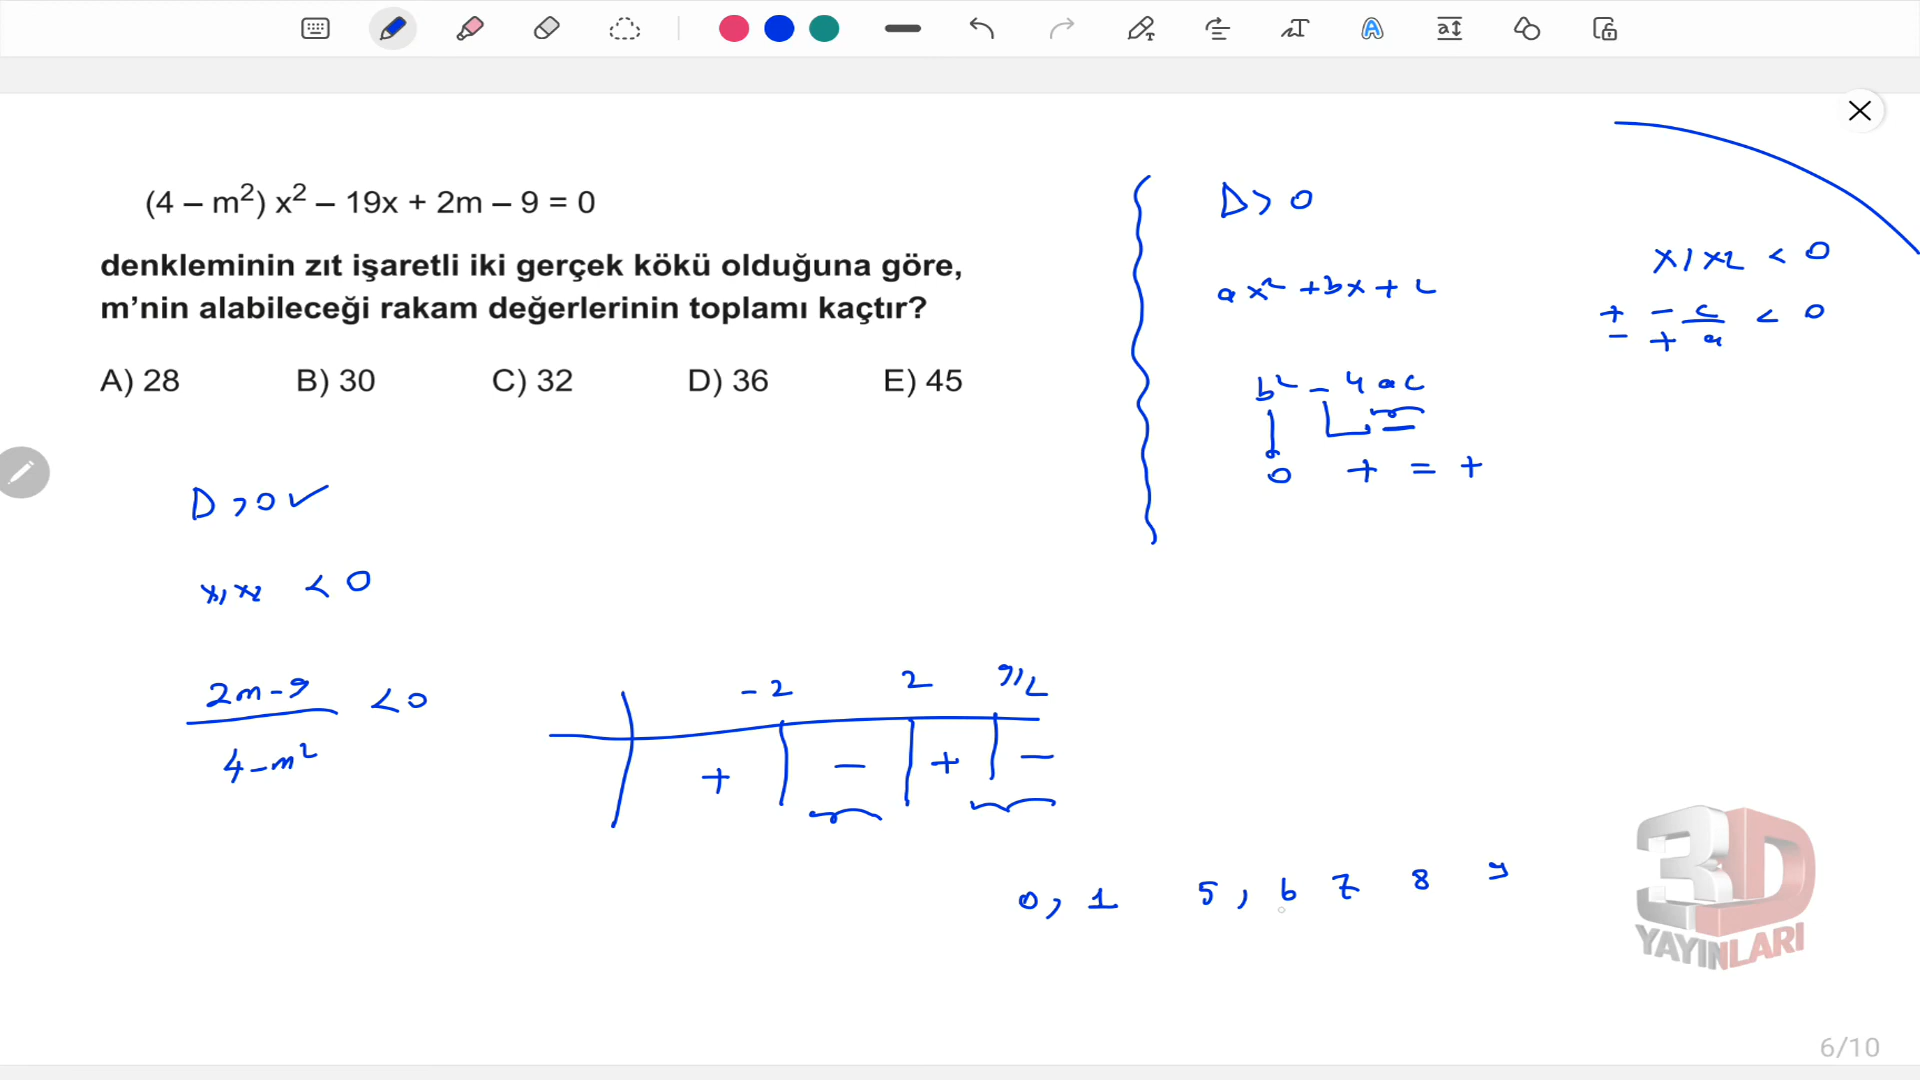 (4 – m²) x² – 19x + 2m – 9 = 0
denkleminin zıt işaretli iki gerçek kökü olduğuna göre,
m’nin alabileceği rakam değerlerinin toplamı kaçtır?
A) 28 B) 30 C) 32 D) 36 E) 45
D > 0 ✓
x₁x₂ < 0
2m - 9 / 4 - m² < 0
-2 2 9/2
+ - + -
0, 1 5, 6 7 8 9
D > 0
ax² + bx + c
b² - 4ac
0 + = +
x₁x₂ < 0
+ - c/a < 0
- +
3D
YAYINLARI
6/10